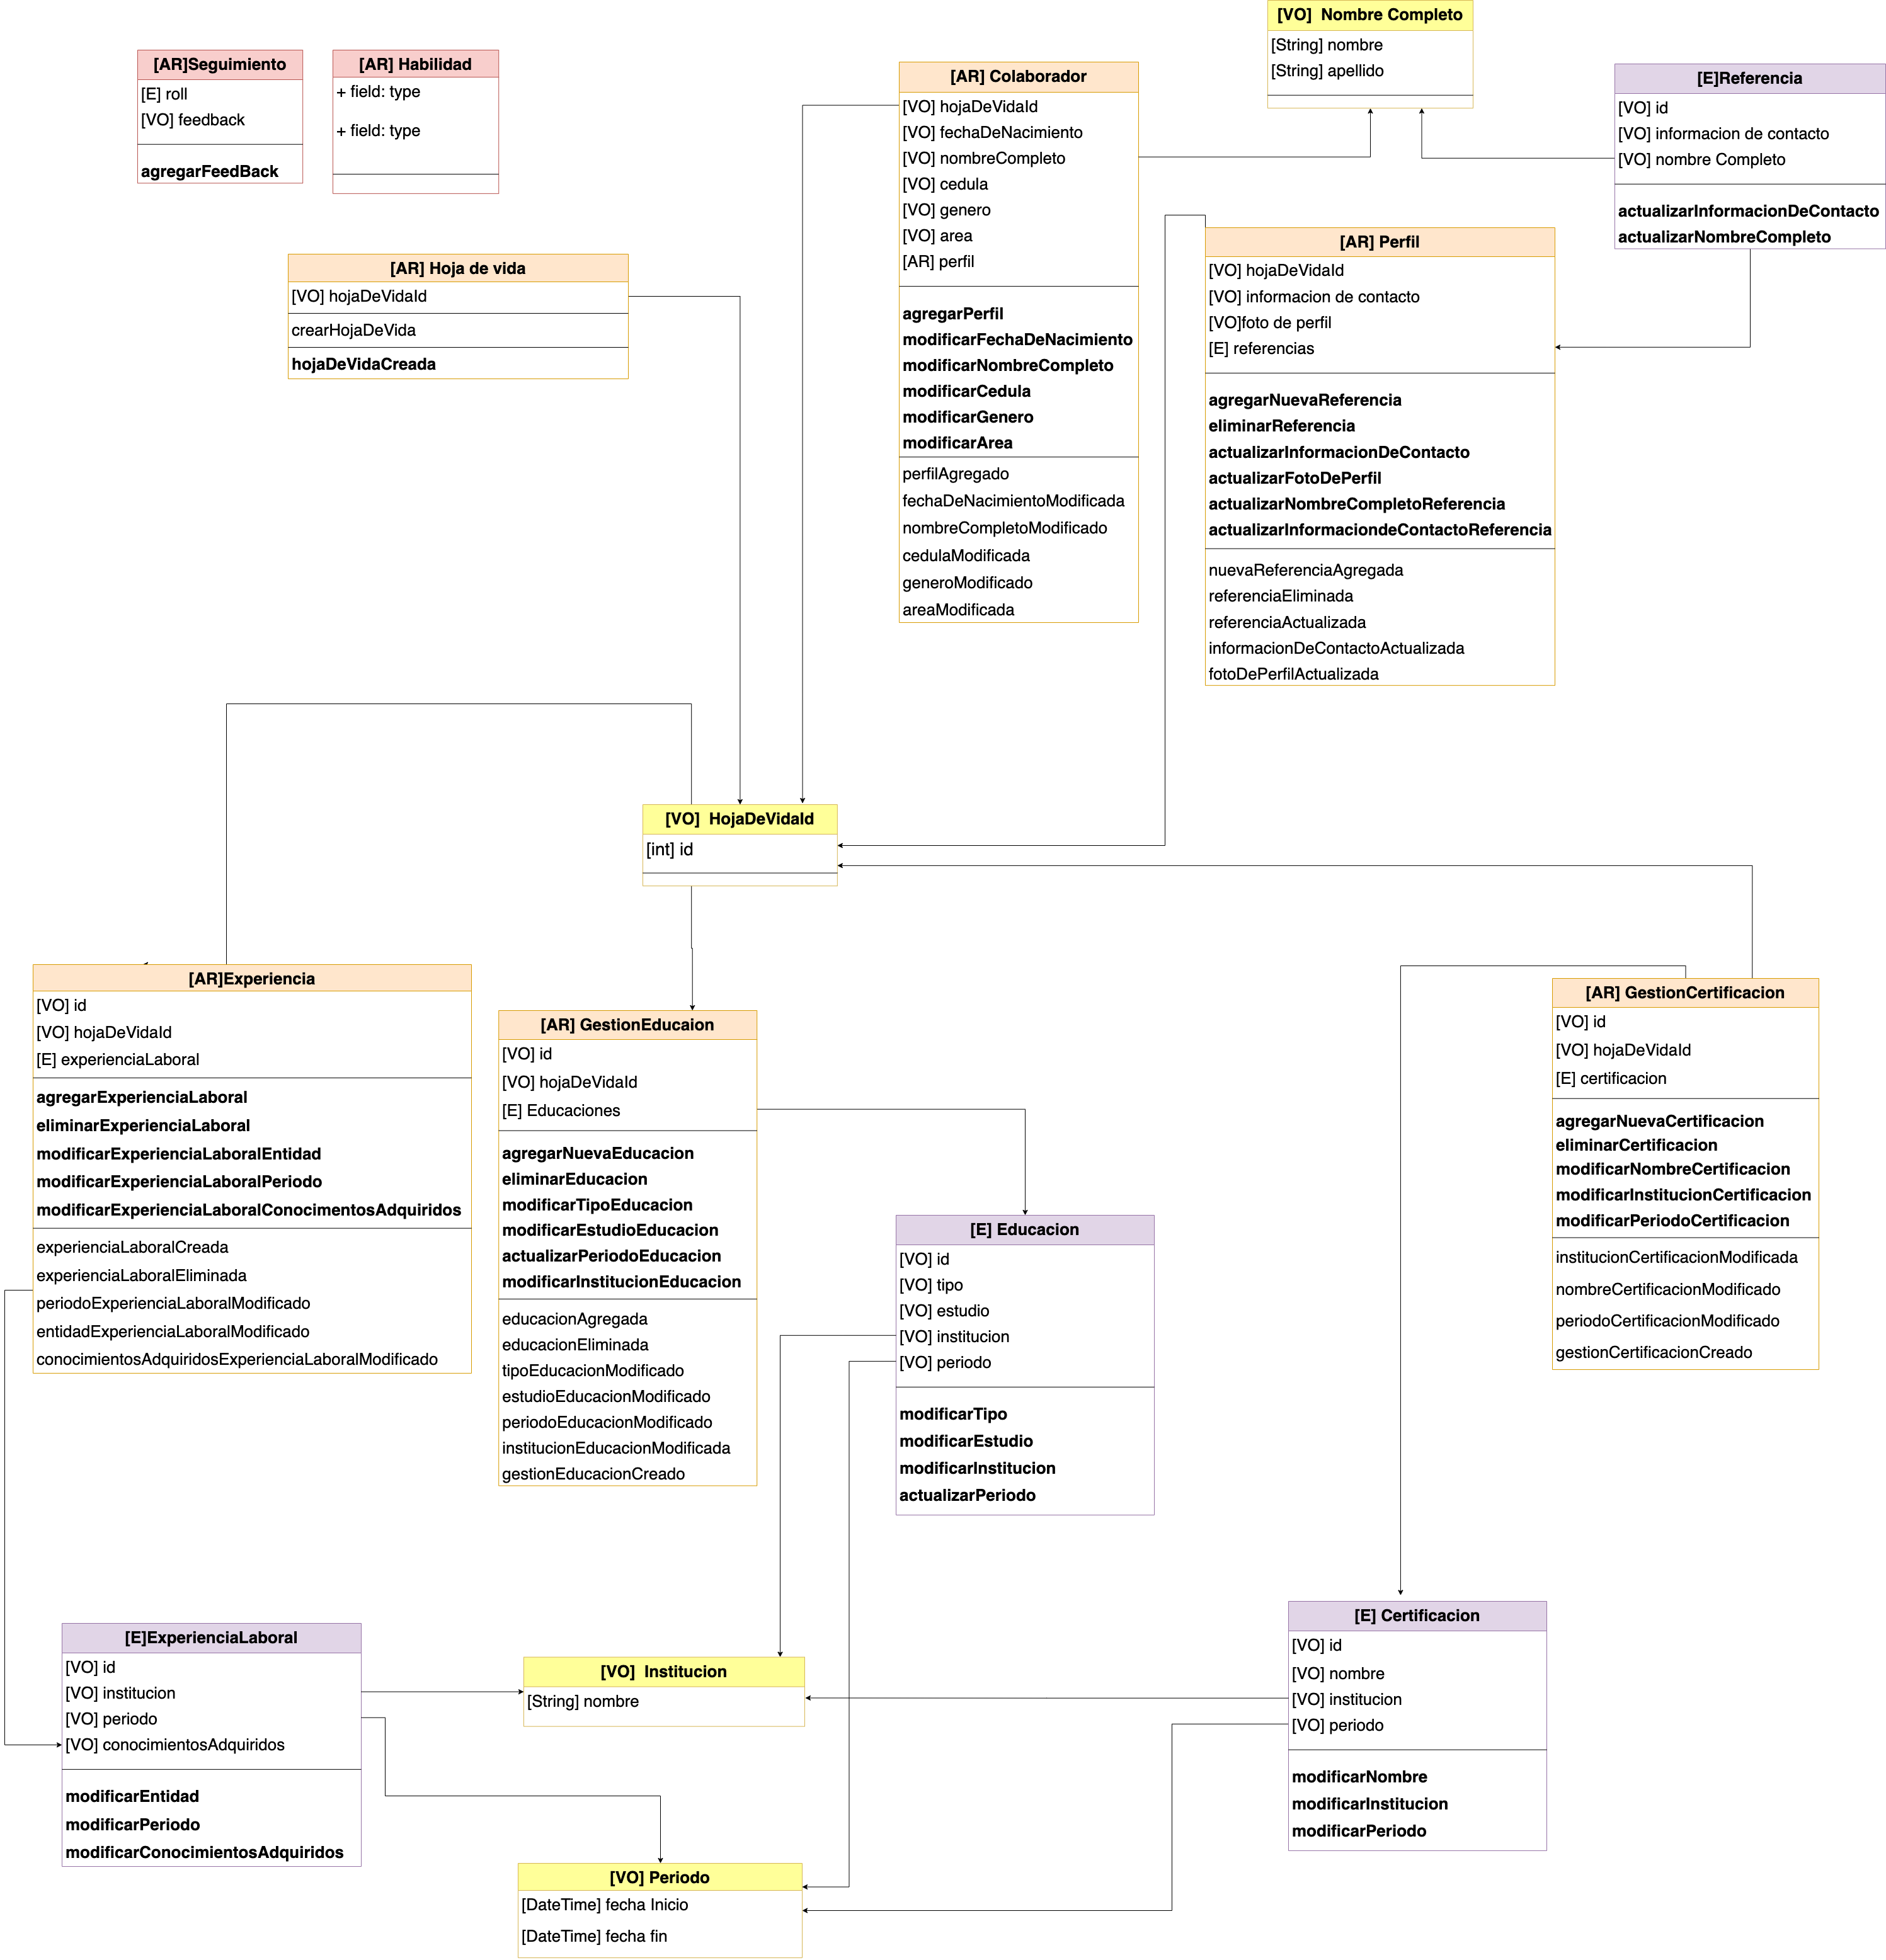 [VO]  Nombre Completo
[String] nombre
[String] apellido
[AR]Seguimiento
[E] roll
[VO] feedback
agregarFeedBack
[AR] Habilidad
+ field: type
+ field: type
[AR] Colaborador
[VO] hojaDeVidaId
[VO] fechaDeNacimiento
[VO] nombreCompleto
[VO] cedula
[VO] genero
[VO] area
[AR] perfil
agregarPerfil
modificarFechaDeNacimiento
modificarNombreCompleto
modificarCedula
modificarGenero
modificarArea
perfilAgregado
fechaDeNacimientoModificada
nombreCompletoModificado
cedulaModificada
generoModificado
areaModificada
[E]Referencia
[VO] id
[VO] informacion de contacto
[VO] nombre Completo
actualizarInformacionDeContacto
actualizarNombreCompleto
[AR] Perfil
[VO] hojaDeVidaId
[VO] informacion de contacto
[VO]foto de perfil
[E] referencias
agregarNuevaReferencia
eliminarReferencia
actualizarInformacionDeContacto
actualizarFotoDePerfil
actualizarNombreCompletoReferencia
actualizarInformaciondeContactoReferencia
nuevaReferenciaAgregada
referenciaEliminada
referenciaActualizada
informacionDeContactoActualizada
fotoDePerfilActualizada
[AR] Hoja de vida
[VO] hojaDeVidaId
crearHojaDeVida
hojaDeVidaCreada
[VO]  HojaDeVidaId
[int] id
[AR]Experiencia
[VO] id
[VO] hojaDeVidaId
[E] experienciaLaboral
agregarExperienciaLaboral
eliminarExperienciaLaboral
modificarExperienciaLaboralEntidad
modificarExperienciaLaboralPeriodo
modificarExperienciaLaboralConocimentosAdquiridos
experienciaLaboralCreada
experienciaLaboralEliminada
periodoExperienciaLaboralModificado
entidadExperienciaLaboralModificado
conocimientosAdquiridosExperienciaLaboralModificado
[AR] GestionEducaion
[VO] id
[VO] hojaDeVidaId
[E] Educaciones
agregarNuevaEducacion
eliminarEducacion
modificarTipoEducacion
modificarEstudioEducacion
actualizarPeriodoEducacion
modificarInstitucionEducacion
educacionAgregada
educacionEliminada
tipoEducacionModificado
estudioEducacionModificado
periodoEducacionModificado
institucionEducacionModificada
gestionEducacionCreado
[AR] GestionCertificacion
[VO] id
[VO] hojaDeVidaId
[E] certificacion
agregarNuevaCertificacion
eliminarCertificacion
modificarNombreCertificacion
modificarInstitucionCertificacion
modificarPeriodoCertificacion
institucionCertificacionModificada
nombreCertificacionModificado
periodoCertificacionModificado
gestionCertificacionCreado
[E] Educacion
[VO] id
[VO] tipo
[VO] estudio
[VO] institucion
[VO] periodo
modificarTipo
modificarEstudio
modificarInstitucion
actualizarPeriodo
[E]ExperienciaLaboral
[VO] id
[VO] institucion
[VO] periodo
[VO] conocimientosAdquiridos
modificarEntidad
modificarPeriodo
modificarConocimientosAdquiridos
[VO]  Institucion
[String] nombre
[E] Certificacion
[VO] id
[VO] nombre
[VO] institucion
[VO] periodo
modificarNombre
modificarInstitucion
modificarPeriodo
[VO] Periodo
[DateTime] fecha Inicio
[DateTime] fecha fin